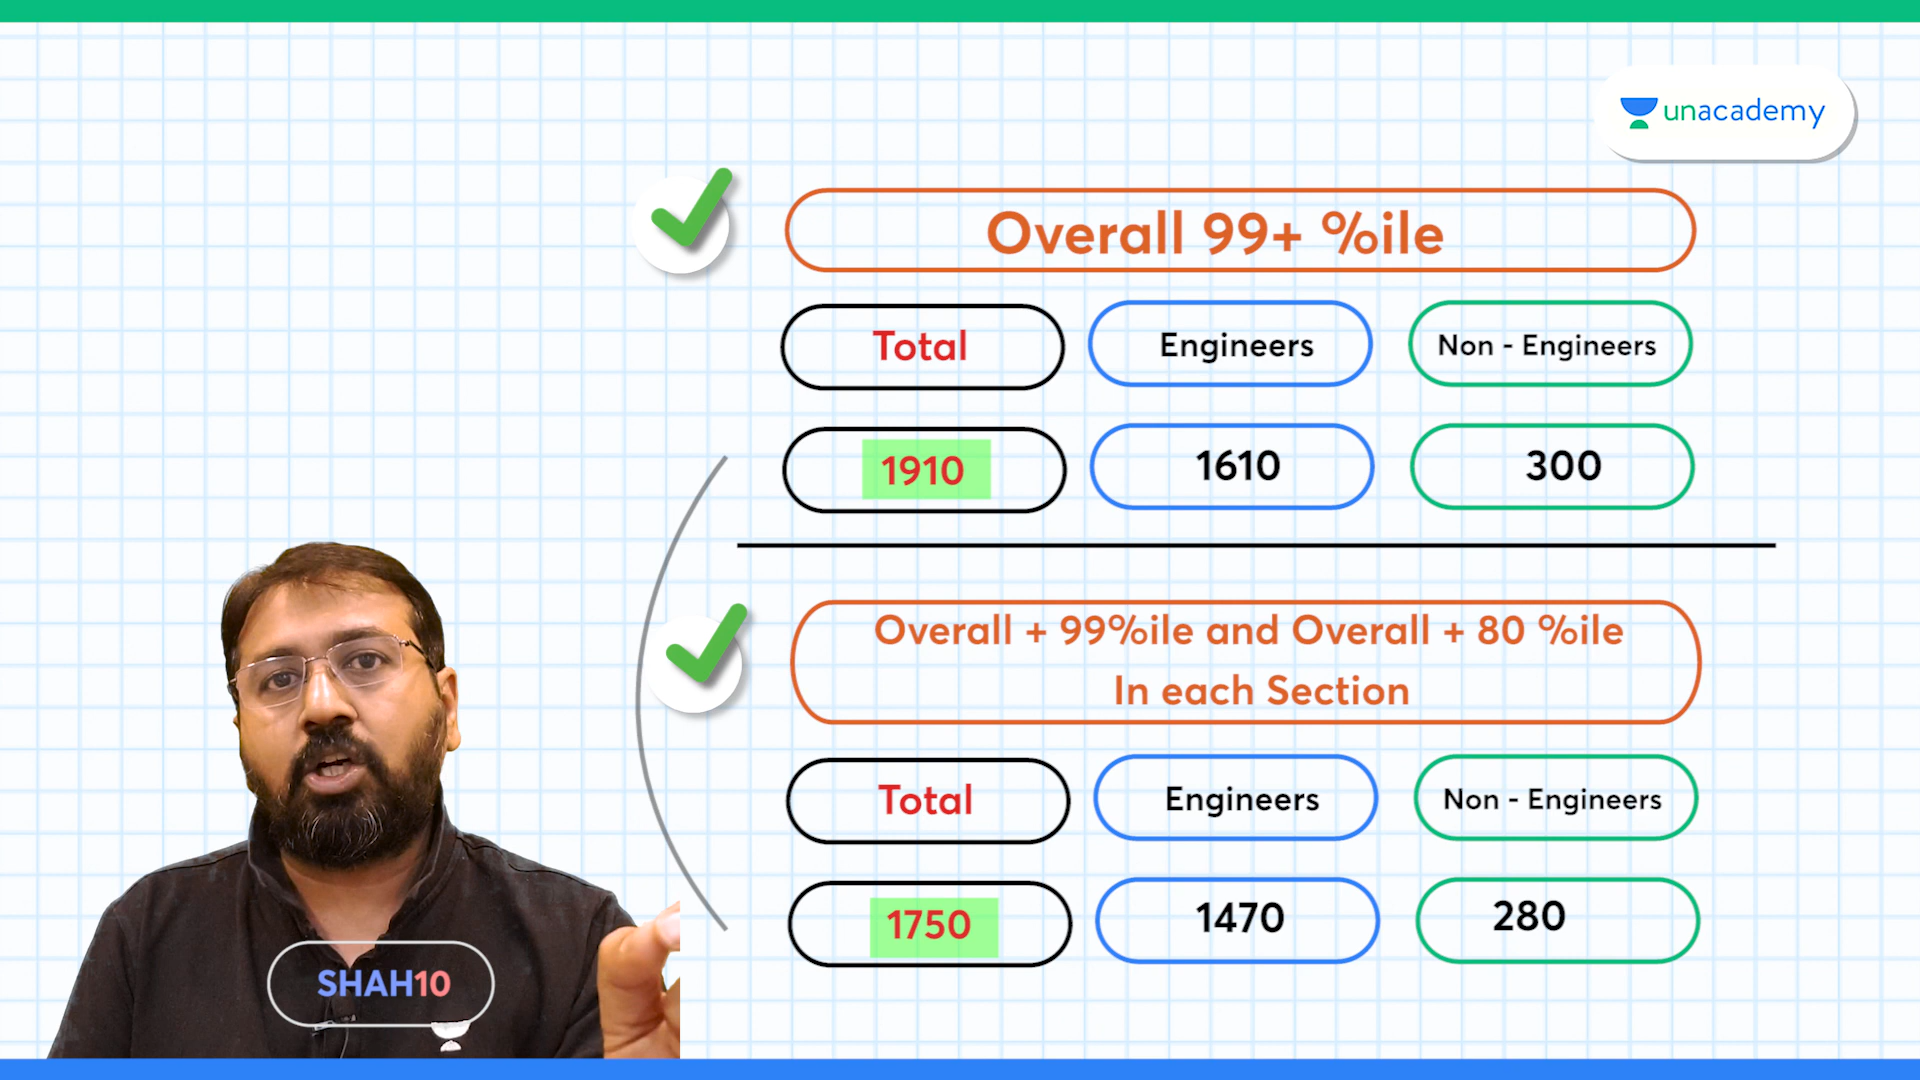 unacademy
Overall 99+ %ile
Total Engineers Non - Engineers
1910 1610 300
Overall + 99%ile and Overall + 80 %ile
In each Section
Total Engineers Non - Engineers
1750 1470 280
SHAH10